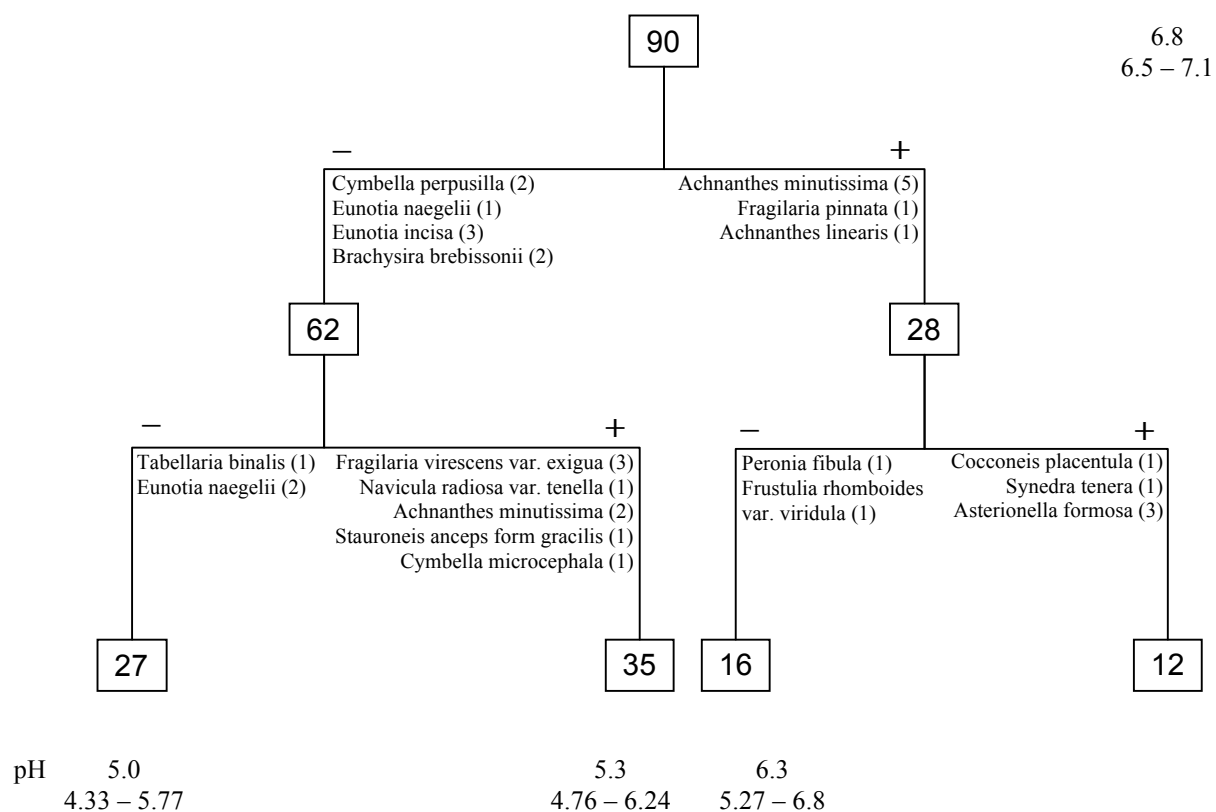 90
6.8
6.5 – 7.1
–
+
Cymbella perpusilla (2)
Eunotia naegelii (1)
Eunotia incisa (3)
Brachysira brebissonii (2)
Achnanthes minutissima (5)
Fragilaria pinnata (1)
Achnanthes linearis (1)
62
28
–
+
–
+
Tabellaria binalis (1)
Eunotia naegelii (2)
Fragilaria virescens var. exigua (3)
Navicula radiosa var. tenella (1)
Achnanthes minutissima (2)
Stauroneis anceps form gracilis (1)
Cymbella microcephala (1)
Peronia fibula (1)
Frustulia rhomboides
var. viridula (1)
Cocconeis placentula (1)
Synedra tenera (1)
Asterionella formosa (3)
27
35
16
12
pH 5.0 5.3 6.3
4.33 – 5.77 4.76 – 6.24 5.27 – 6.8